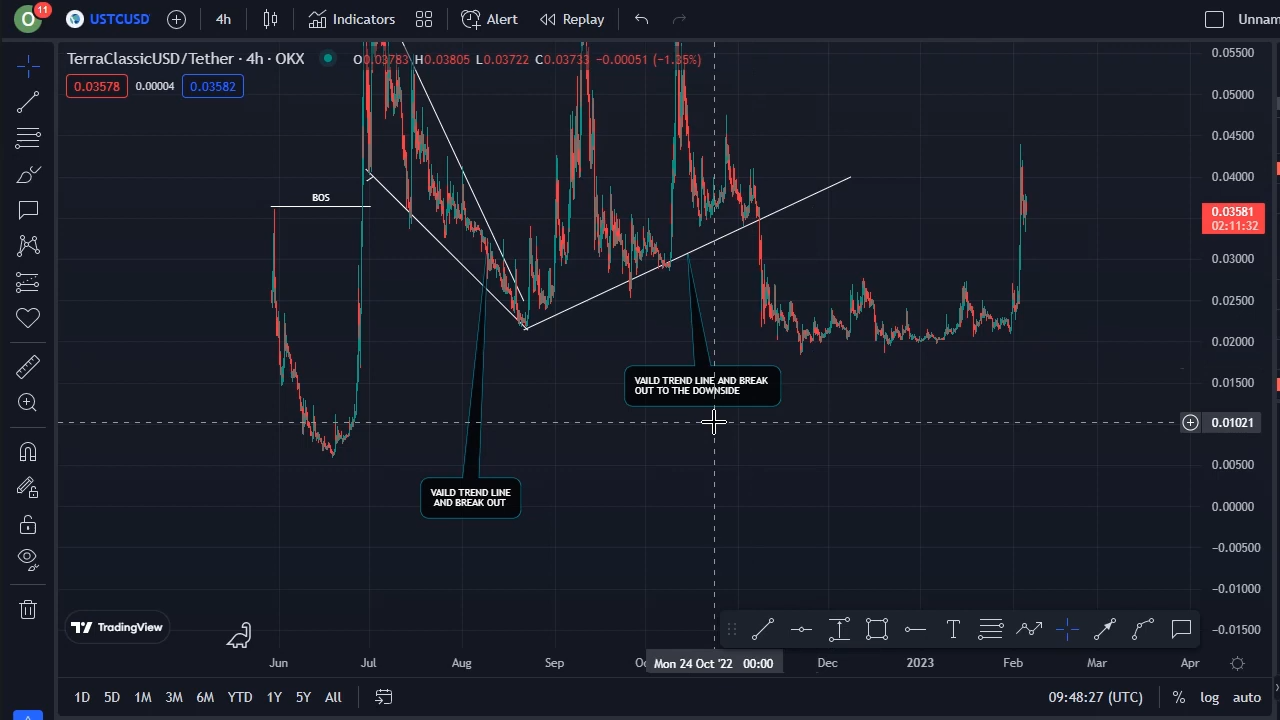 O
11
USTCUSD
4h
Indicators
Alert
Replay
Unnam
TerraClassicUSD/Tether · 4h · OKX
O0.03783 H0.03805 L0.03722 C0.03733 −0.00051 (−1.35%)
0.03578
0.00004
0.03582
0.05500
0.05000
0.04500
0.04000
0.03581
02:11:32
0.03000
0.02500
0.02000
0.01500
0.01021
0.00500
0.00000
−0.00500
−0.01000
−0.01500
BOS
VAILD TREND LINE AND BREAK
OUT TO THE DOWNSIDE
VAILD TREND LINE
AND BREAK OUT
TradingView
T
Jun
Jul
Aug
Sep
Mon 24 Oct '22 00:00
Dec
2023
Feb
Mar
Apr
1D 5D 1M 3M 6M YTD 1Y 5Y All
09:48:27 (UTC)
% log auto